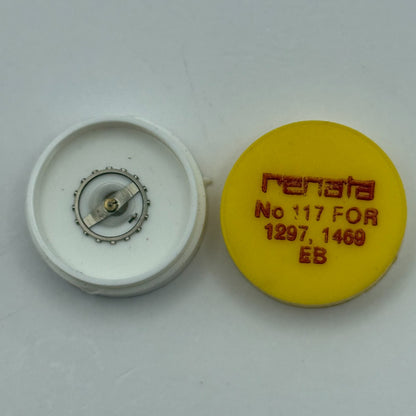 renata
No 117 FOR
1297, 1469
EB